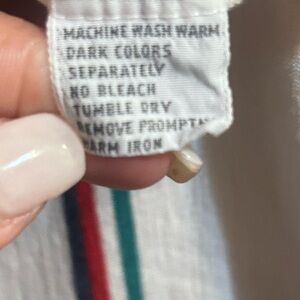 MACHINE WASH WARM
DARK COLORS
SEPARATELY
NO BLEACH
TUMBLE DRY
REMOVE PROMPT
WARM IRON